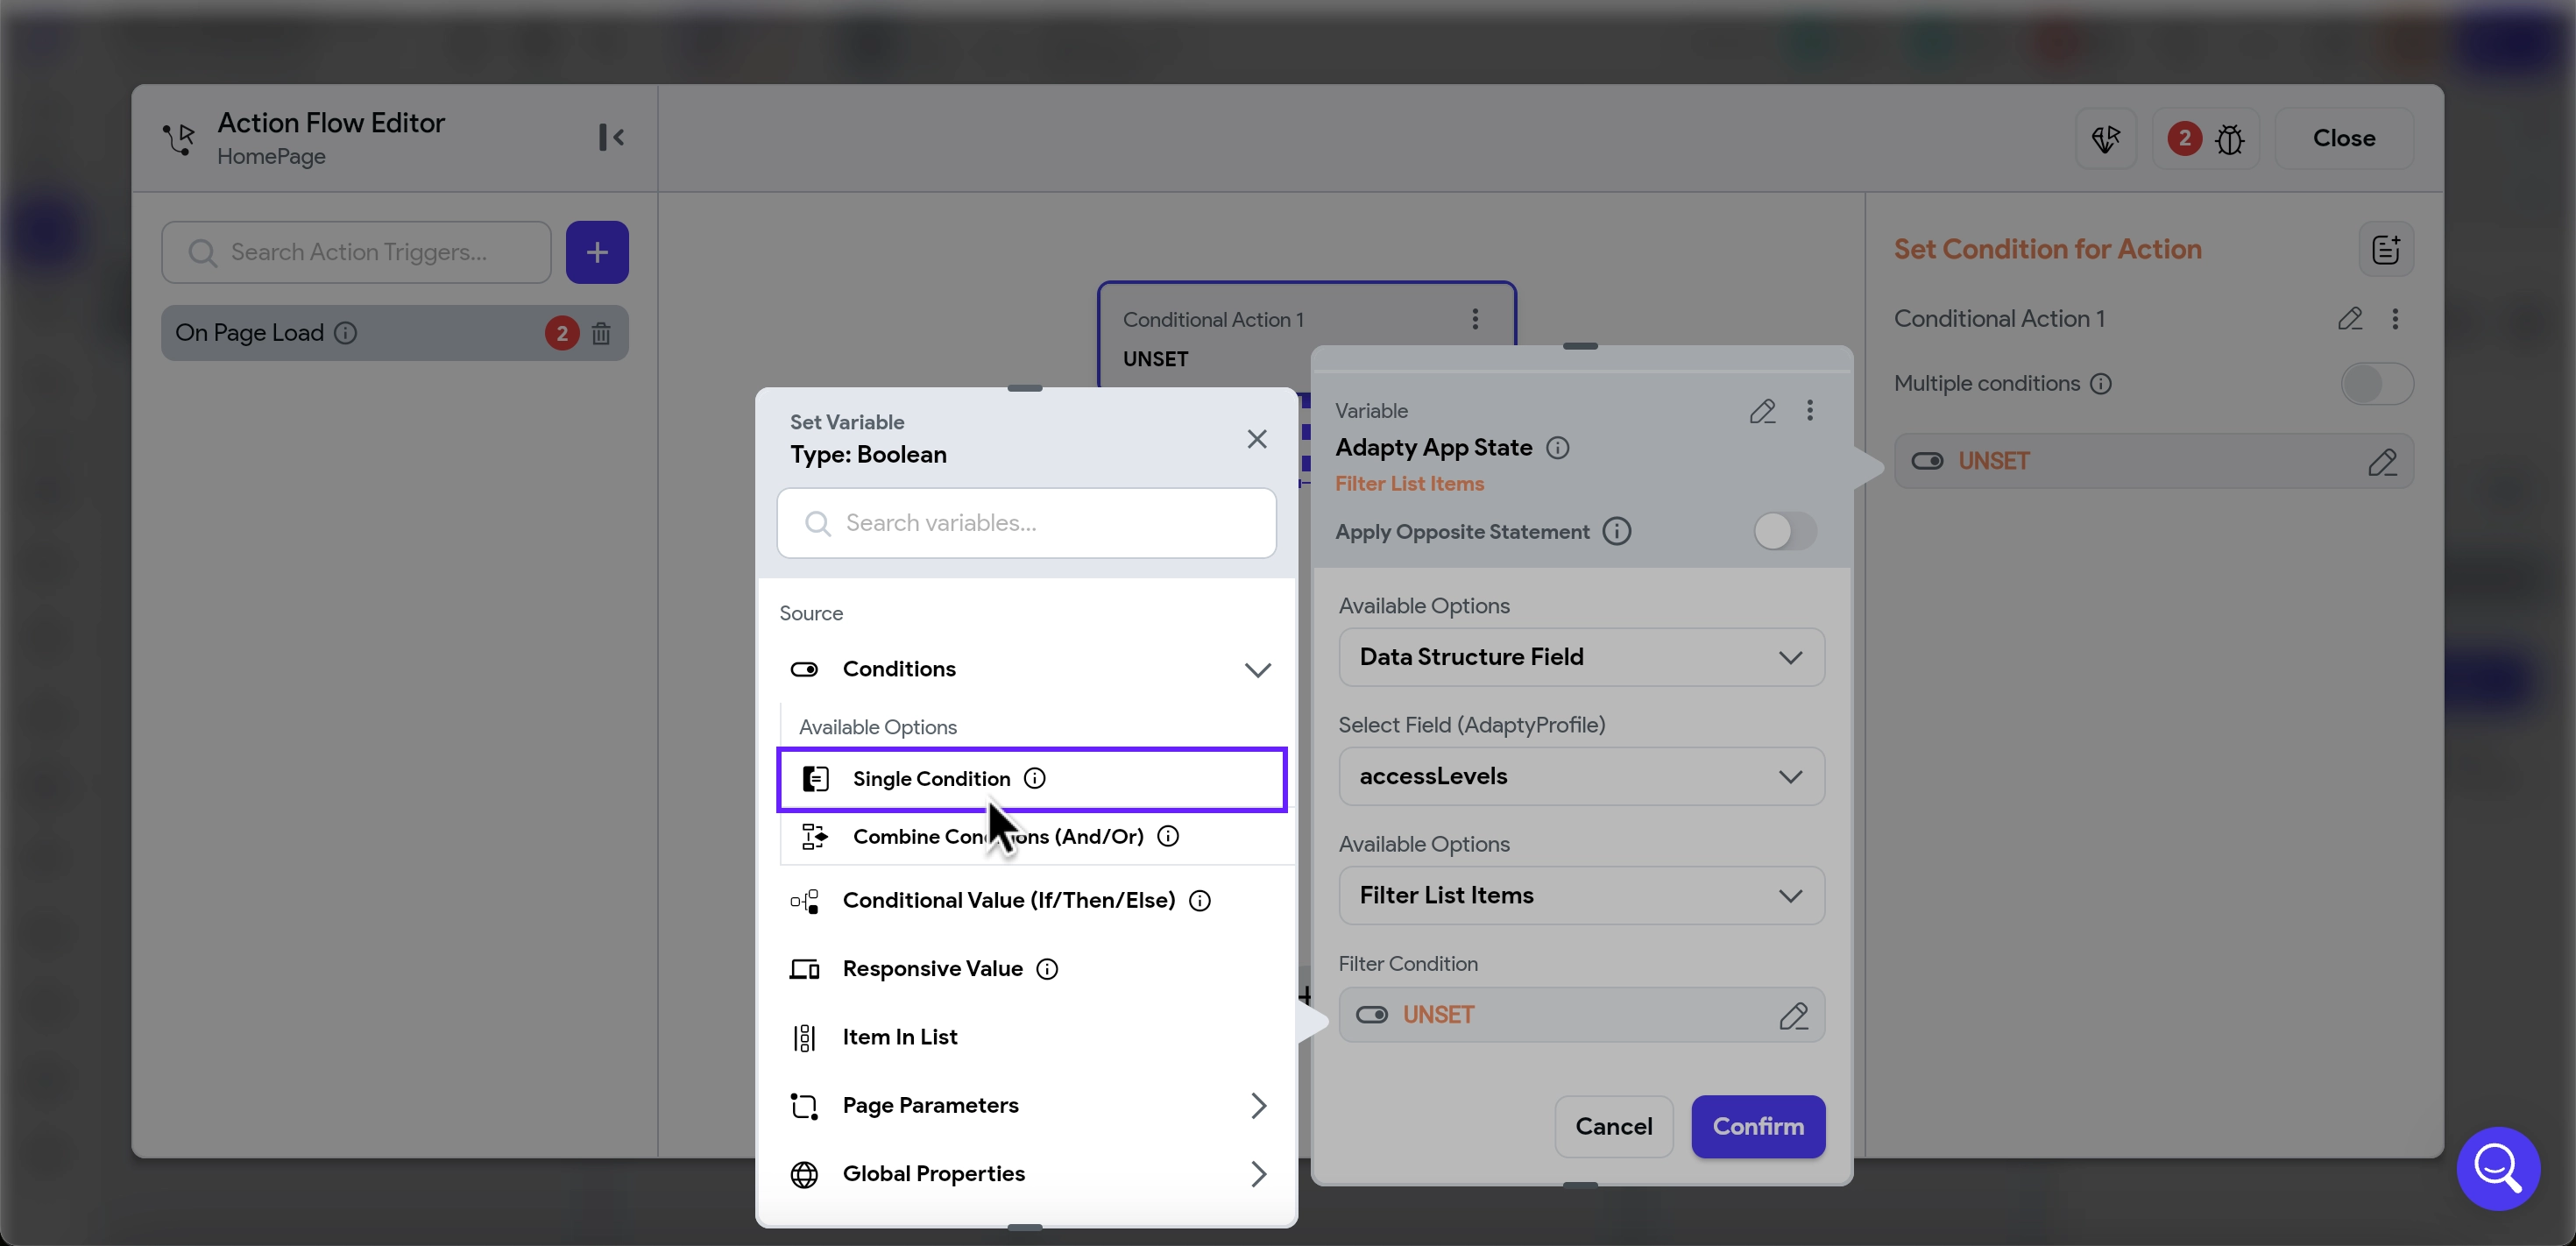 Action Flow Editor
HomePage
2
Close
Search Action Triggers...
+
On Page Load
2
Conditional Action 1
UNSET
Set Condition for Action
Conditional Action 1
Multiple conditions
UNSET
Set Variable
Type: Boolean
Search variables...
Source
Conditions
Available Options
Single Condition
Combine Conditions (And/Or)
Conditional Value (If/Then/Else)
Responsive Value
Item In List
Page Parameters
Global Properties
Variable
Adapty App State
Filter List Items
Apply Opposite Statement
Available Options
Data Structure Field
Select Field (AdaptyProfile)
accessLevels
Available Options
Filter List Items
Filter Condition
UNSET
Cancel
Confirm